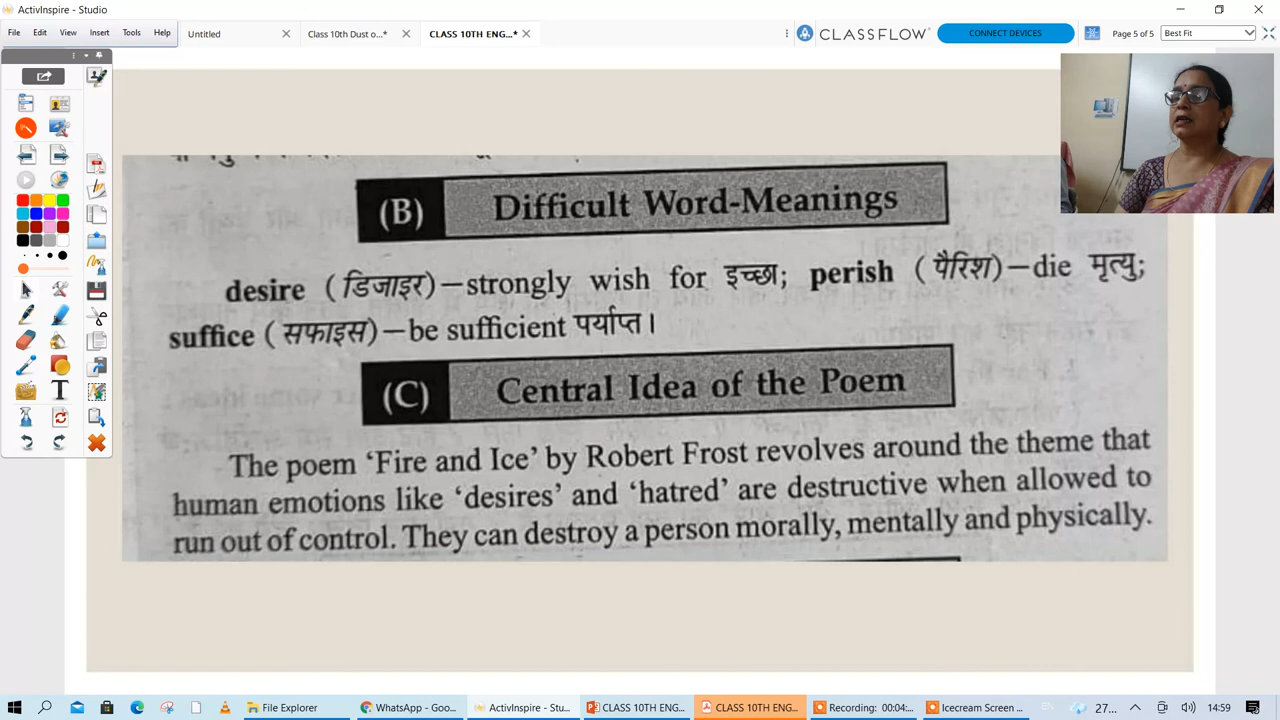 ActivInspire - Studio
File Edit View Insert Tools Help
Untitled
Class 10th Dust o...*
CLASS 10TH ENG...*
CLASSFLOW
CONNECT DEVICES
Page 5 of 5
Best Fit
(B) Difficult Word-Meanings
desire (डिजाइर)—strongly wish for इच्छा; perish (पैरिश)—die मृत्यु;
suffice (सफाइस)—be sufficient पर्याप्त।
(C) Central Idea of the Poem
The poem 'Fire and Ice' by Robert Frost revolves around the theme that
human emotions like 'desires' and 'hatred' are destructive when allowed to
run out of control. They can destroy a person morally, mentally and physically.
File Explorer
WhatsApp - Goo...
ActivInspire - Stu...
CLASS 10TH ENG...
CLASS 10TH ENG...
Recording: 00:04:...
Icecream Screen ...
EN
27...
14:59